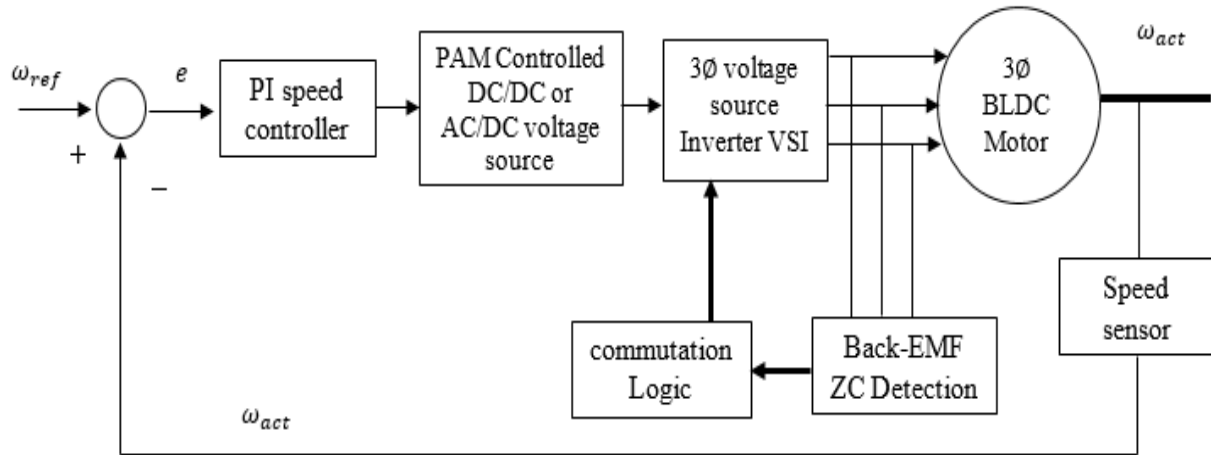 ω_ref
+
−
e
PI speed
controller
PAM Controlled
DC/DC or
AC/DC voltage
source
3Ø voltage
source
Inverter VSI
3Ø
BLDC
Motor
ω_act
Speed
sensor
Back-EMF
ZC Detection
commutation
Logic
ω_act